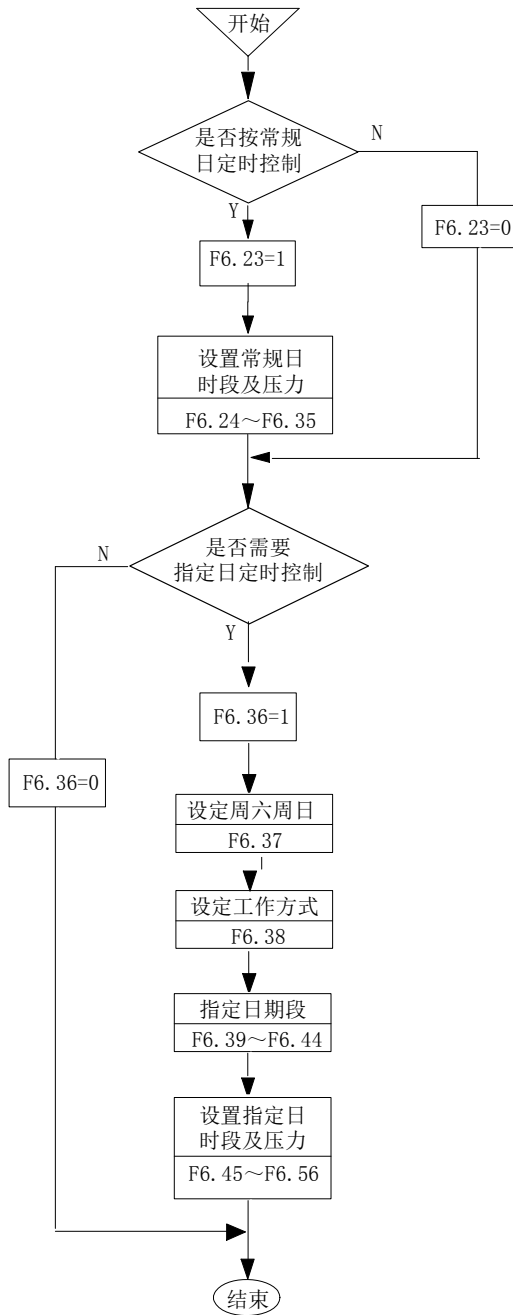 开始
是否按常规
日定时控制
N
Y
F6.23=0
F6.23=1
设置常规日
时段及压力
F6.24～F6.35
是否需要
指定日定时控制
N
Y
F6.36=1
F6.36=0
设定周六周日
F6.37
设定工作方式
F6.38
指定日期段
F6.39～F6.44
设置指定日
时段及压力
F6.45～F6.56
结束